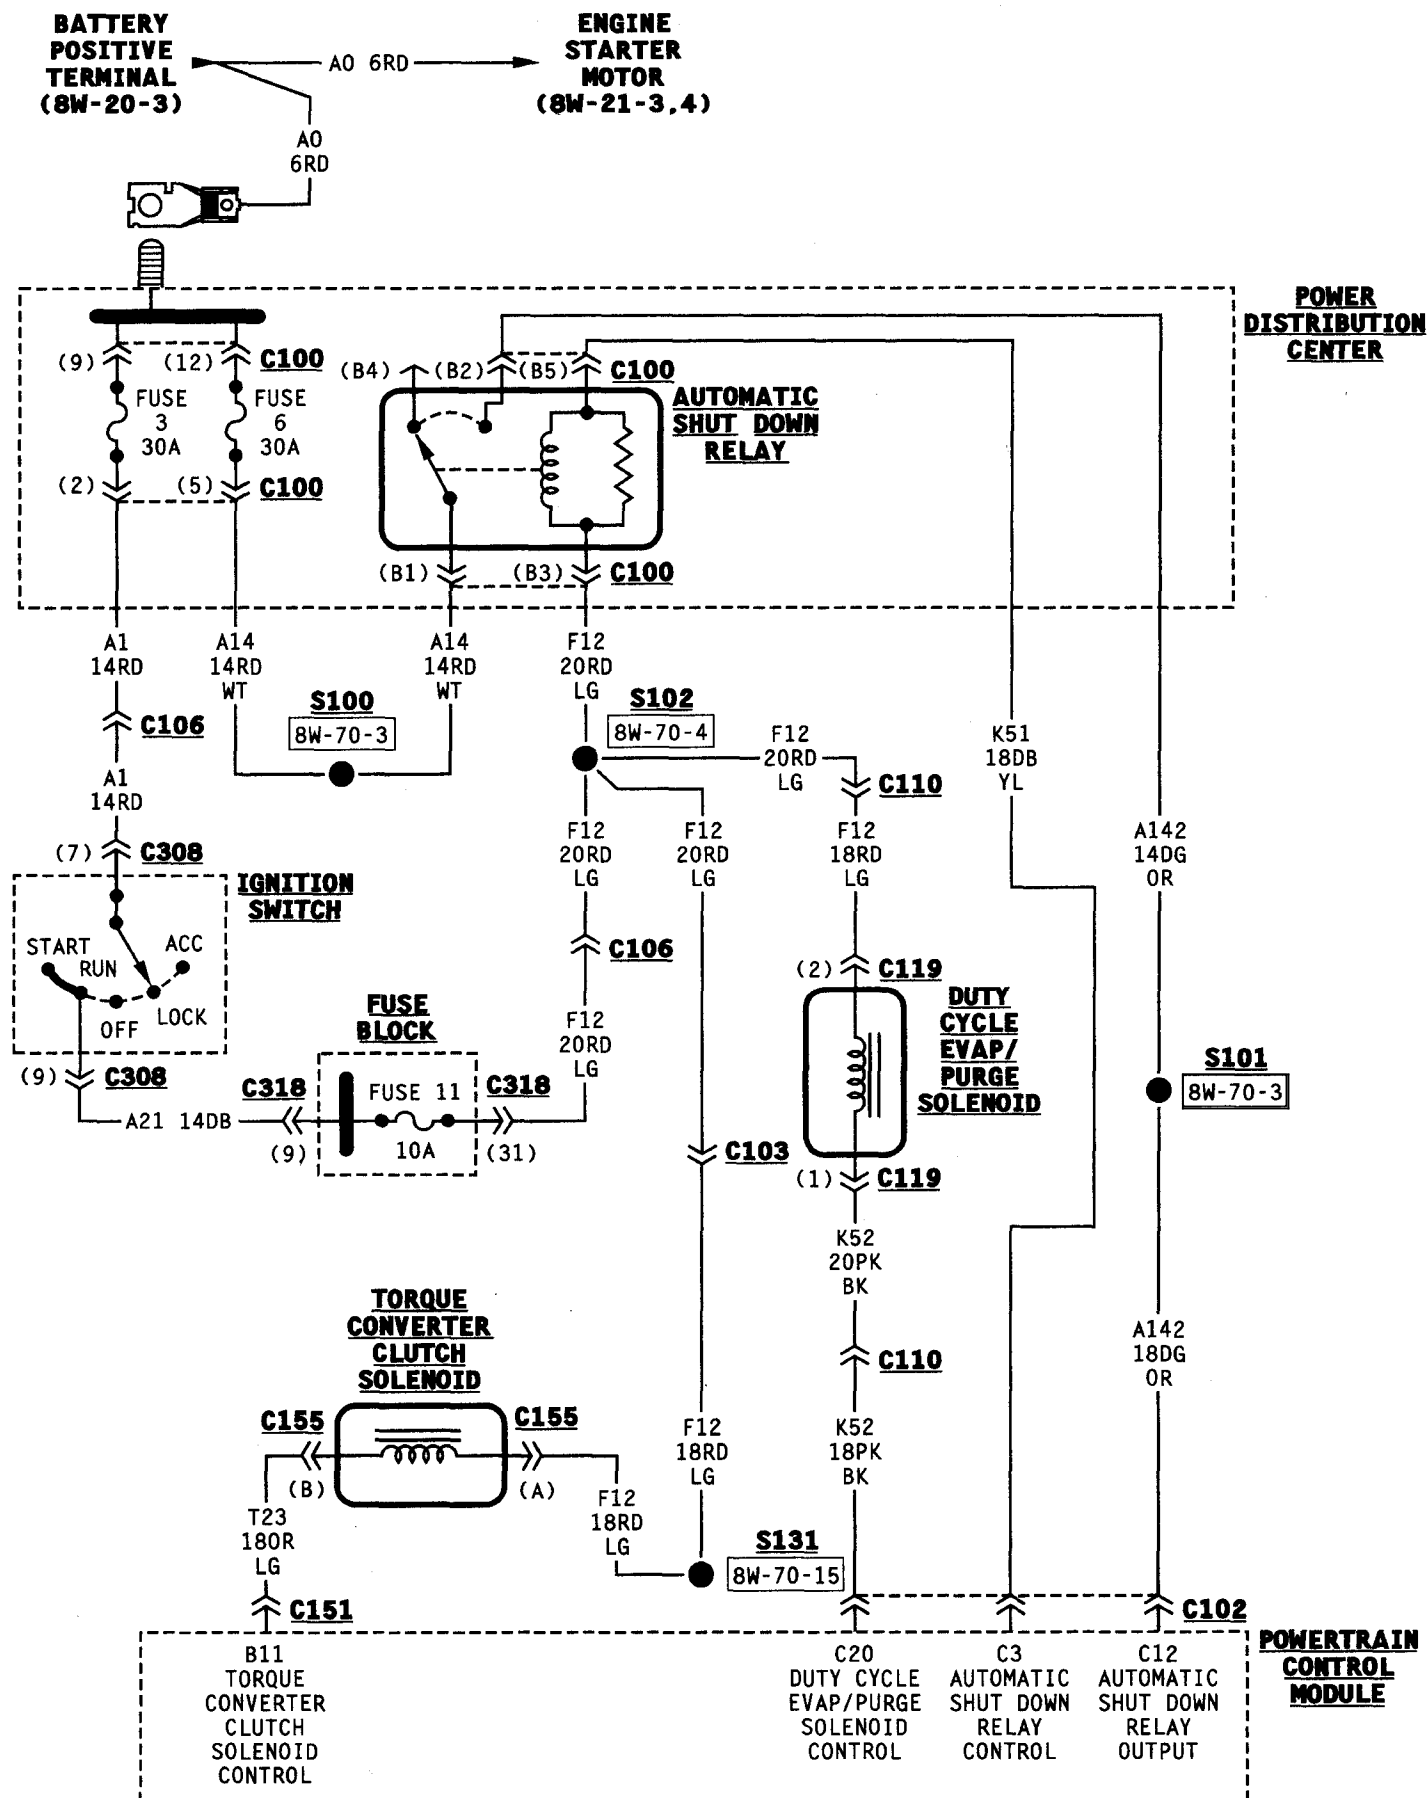 BATTERY
POSITIVE
TERMINAL
(8W-20-3)
A0 6RD
ENGINE
STARTER
MOTOR
(8W-21-3,4)
A0
6RD
POWER
DISTRIBUTION
CENTER
(9)
(12)
C100
FUSE
3
30A
FUSE
6
30A
(2)
(5)
C100
(B4)
(B2)
(B5)
C100
AUTOMATIC
SHUT DOWN
RELAY
(B1)
(B3)
C100
A1
14RD
A14
14RD
WT
A14
14RD
WT
F12
20RD
LG
S100
8W-70-3
S102
8W-70-4
C106
A1
14RD
F12
20RD
LG
C110
K51
18DB
YL
F12
20RD
LG
F12
20RD
LG
F12
18RD
LG
A142
14DG
OR
(7)
C308
IGNITION
SWITCH
START
RUN
ACC
OFF
LOCK
(9)
C308
C106
F12
20RD
LG
FUSE
BLOCK
C318
FUSE 11
C318
A21 14DB
(9)
10A
(31)
(2)
C119
DUTY
CYCLE
EVAP/
PURGE
SOLENOID
S101
8W-70-3
C103
(1)
C119
K52
20PK
BK
C110
A142
18DG
OR
TORQUE
CONVERTER
CLUTCH
SOLENOID
C155
C155
(B)
(A)
F12
18RD
LG
K52
18PK
BK
T23
18OR
LG
F12
18RD
LG
S131
8W-70-15
C151
C102
POWERTRAIN
CONTROL
MODULE
B11
TORQUE
CONVERTER
CLUTCH
SOLENOID
CONTROL
C20
DUTY CYCLE
EVAP/PURGE
SOLENOID
CONTROL
C3
AUTOMATIC
SHUT DOWN
RELAY
CONTROL
C12
AUTOMATIC
SHUT DOWN
RELAY
OUTPUT